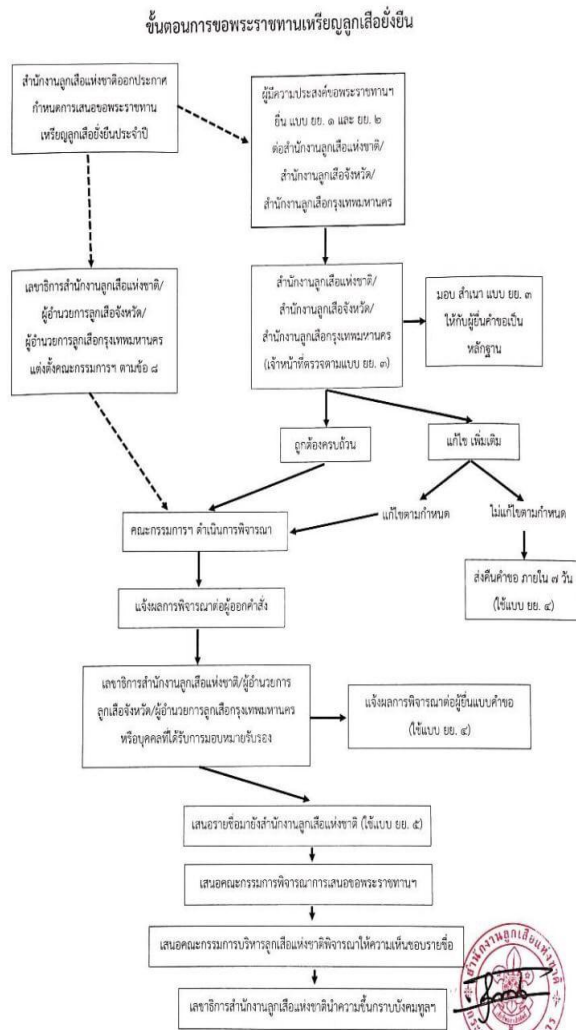 ขั้นตอนการขอพระราชทานเหรียญลูกเสือยั่งยืน
สำนักงานลูกเสือแห่งชาติออกประกาศ
กำหนดการเสนอขอพระราชทาน
เหรียญลูกเสือยั่งยืนประจำปี
ผู้มีความประสงค์ขอพระราชทานฯ
ยื่น แบบ ยย. ๑ และ ยย. ๒
ต่อสำนักงานลูกเสือแห่งชาติ/
สำนักงานลูกเสือจังหวัด/
สำนักงานลูกเสือกรุงเทพมหานคร
เลขาธิการสำนักงานลูกเสือแห่งชาติ/
ผู้อำนวยการลูกเสือจังหวัด/
ผู้อำนวยการลูกเสือกรุงเทพมหานคร
แต่งตั้งคณะกรรมการฯ ตามข้อ ๘
สำนักงานลูกเสือแห่งชาติ/
สำนักงานลูกเสือจังหวัด/
สำนักงานลูกเสือกรุงเทพมหานคร
(เจ้าหน้าที่ตรวจตามแบบ ยย. ๓)
มอบ สำเนา แบบ ยย. ๓
ให้กับผู้ยื่นคำขอเป็น
หลักฐาน
ถูกต้องครบถ้วน
แก้ไข เพิ่มเติม
คณะกรรมการฯ ดำเนินการพิจารณา
แก้ไขตามกำหนด
ไม่แก้ไขตามกำหนด
ส่งคืนคำขอ ภายใน ๗ วัน
(ใช้แบบ ยย. ๔)
แจ้งผลการพิจารณาต่อผู้ออกคำสั่ง
เลขาธิการสำนักงานลูกเสือแห่งชาติ/ผู้อำนวยการ
ลูกเสือจังหวัด/ผู้อำนวยการลูกเสือกรุงเทพมหานคร
หรือบุคคลที่ได้รับการมอบหมายรับรอง
แจ้งผลการพิจารณาต่อผู้ยื่นแบบคำขอ
(ใช้แบบ ยย. ๔)
เสนอรายชื่อมายังสำนักงานลูกเสือแห่งชาติ (ใช้แบบ ยย. ๕)
เสนอคณะกรรมการพิจารณาการเสนอขอพระราชทานฯ
เสนอคณะกรรมการบริหารลูกเสือแห่งชาติพิจารณาให้ความเห็นชอบรายชื่อ
เลขาธิการสำนักงานลูกเสือแห่งชาตินำความขึ้นกราบบังคมทูลฯ
สำนักงานลูกเสือแห่งชาติ